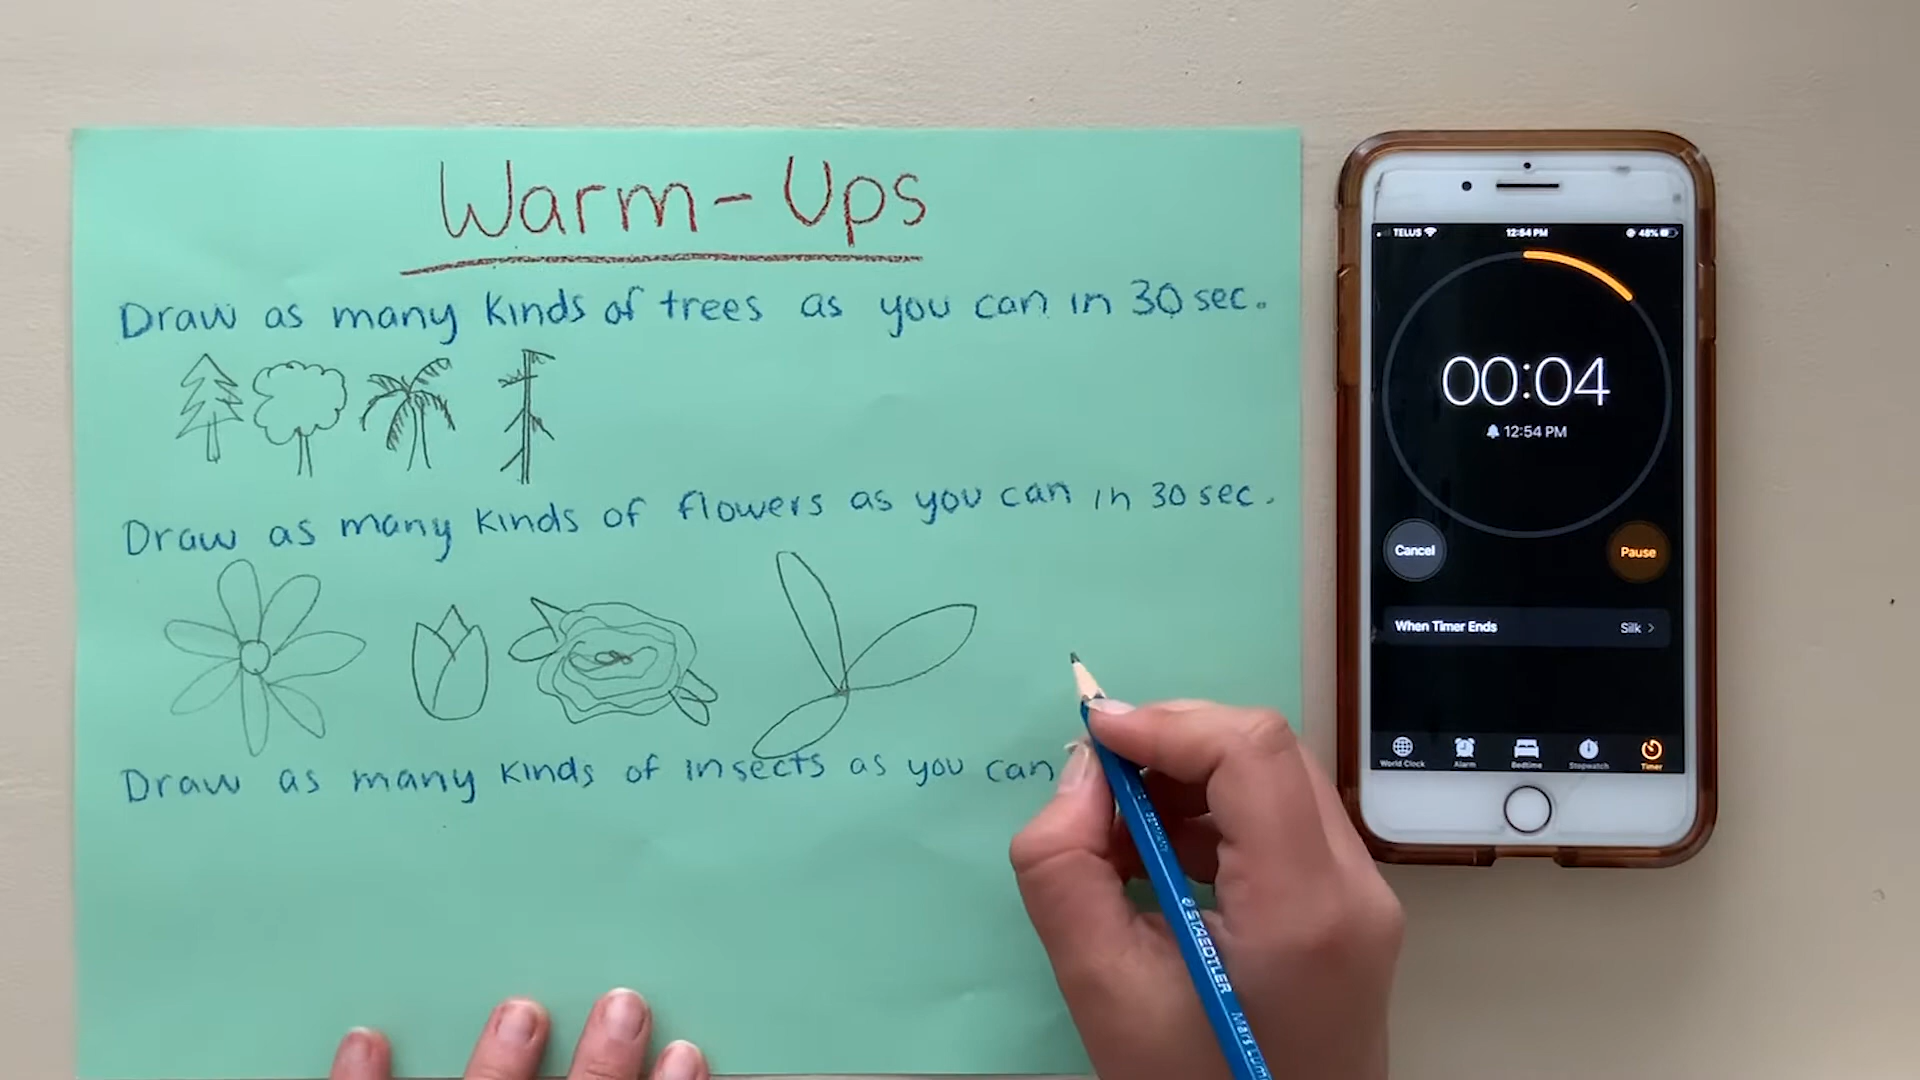 Warm-Ups
Draw as many kinds of trees as you can in 30 sec.
Draw as many kinds of flowers as you can in 30 sec.
Draw as many kinds of insects as you can
TELUS 12:54 PM 48%
00:04
12:54 PM
Cancel Pause
When Timer Ends Silk >
World Clock Alarm Bedtime Stopwatch Timer
STAEDTLER Mars